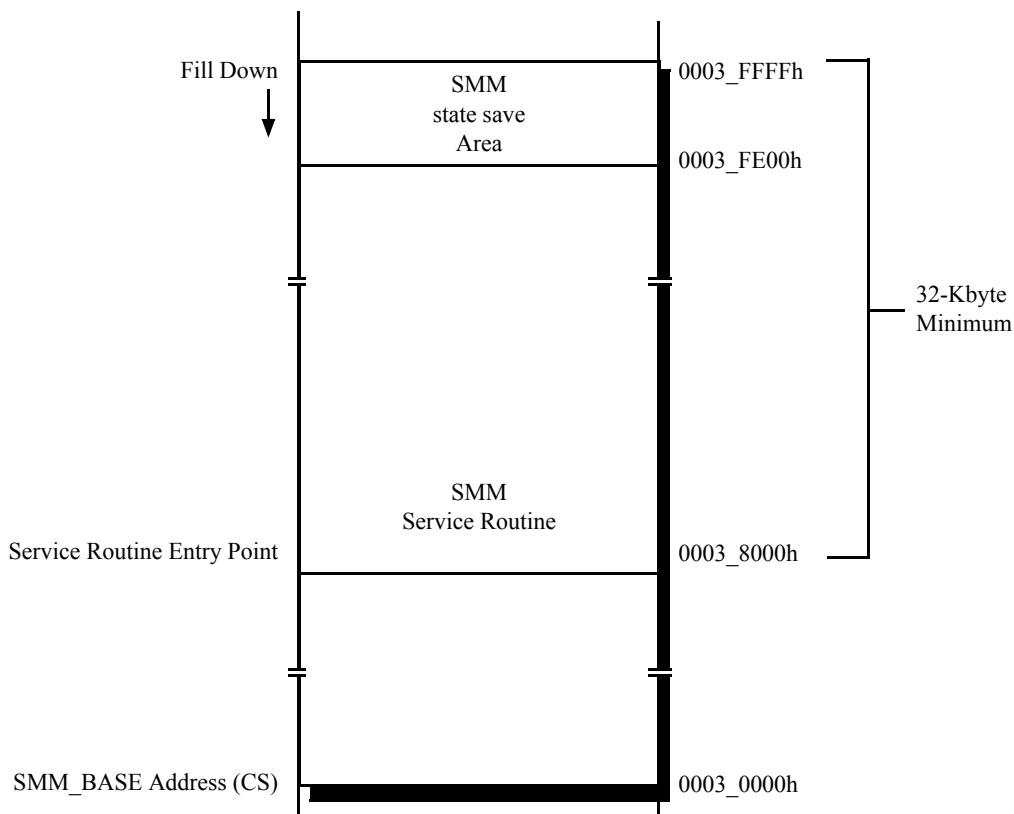 Fill Down
SMM
state save
Area
0003_FFFFh
0003_FE00h
32-Kbyte
Minimum
SMM
Service Routine
Service Routine Entry Point
0003_8000h
SMM_BASE Address (CS)
0003_0000h